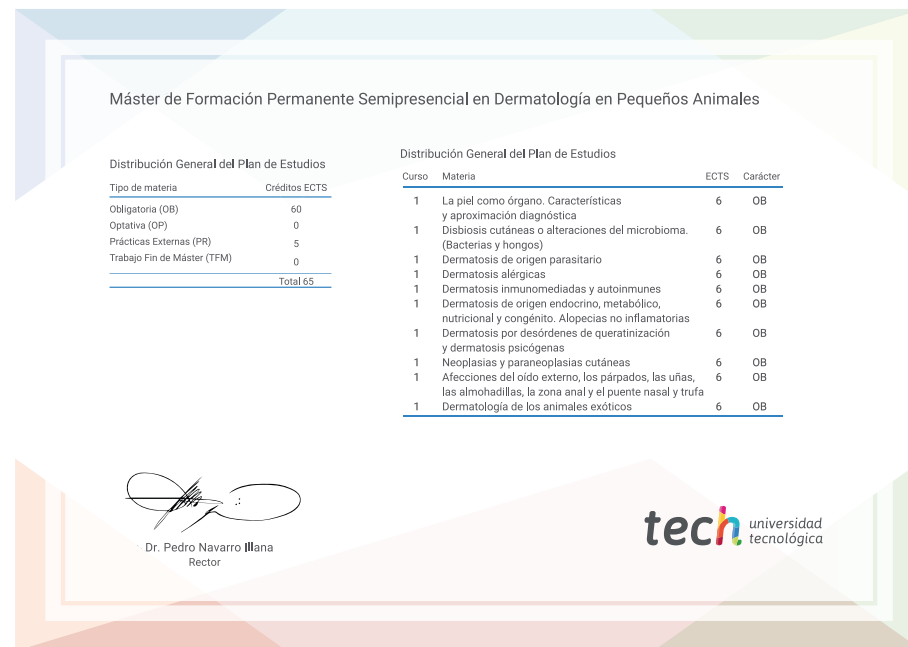 Máster de Formación Permanente Semipresencial en Dermatología en Pequeños Animales
Distribución General del Plan de Estudios
Tipo de materia Créditos ECTS
Obligatoria (OB) 60
Optativa (OP) 0
Prácticas Externas (PR) 5
Trabajo Fin de Máster (TFM) 0
Total 65
Distribución General del Plan de Estudios
Curso Materia ECTS Carácter
1 La piel como órgano. Características 6 OB
y aproximación diagnóstica
1 Disbiosis cutáneas o alteraciones del microbioma. 6 OB
(Bacterias y hongos)
1 Dermatosis de origen parasitario 6 OB
1 Dermatosis alérgicas 6 OB
1 Dermatosis inmunomediadas y autoinmunes 6 OB
1 Dermatosis de origen endocrino, metabólico, 6 OB
nutricional y congénito. Alopecias no inflamatorias
1 Dermatosis por desórdenes de queratinización 6 OB
y dermatosis psicógenas
1 Neoplasias y paraneoplasias cutáneas 6 OB
1 Afecciones del oído externo, los párpados, las uñas, 6 OB
las almohadillas, la zona anal y el puente nasal y trufa
1 Dermatología de los animales exóticos 6 OB
Dr. Pedro Navarro Illana
Rector
tech universidad
tecnológica